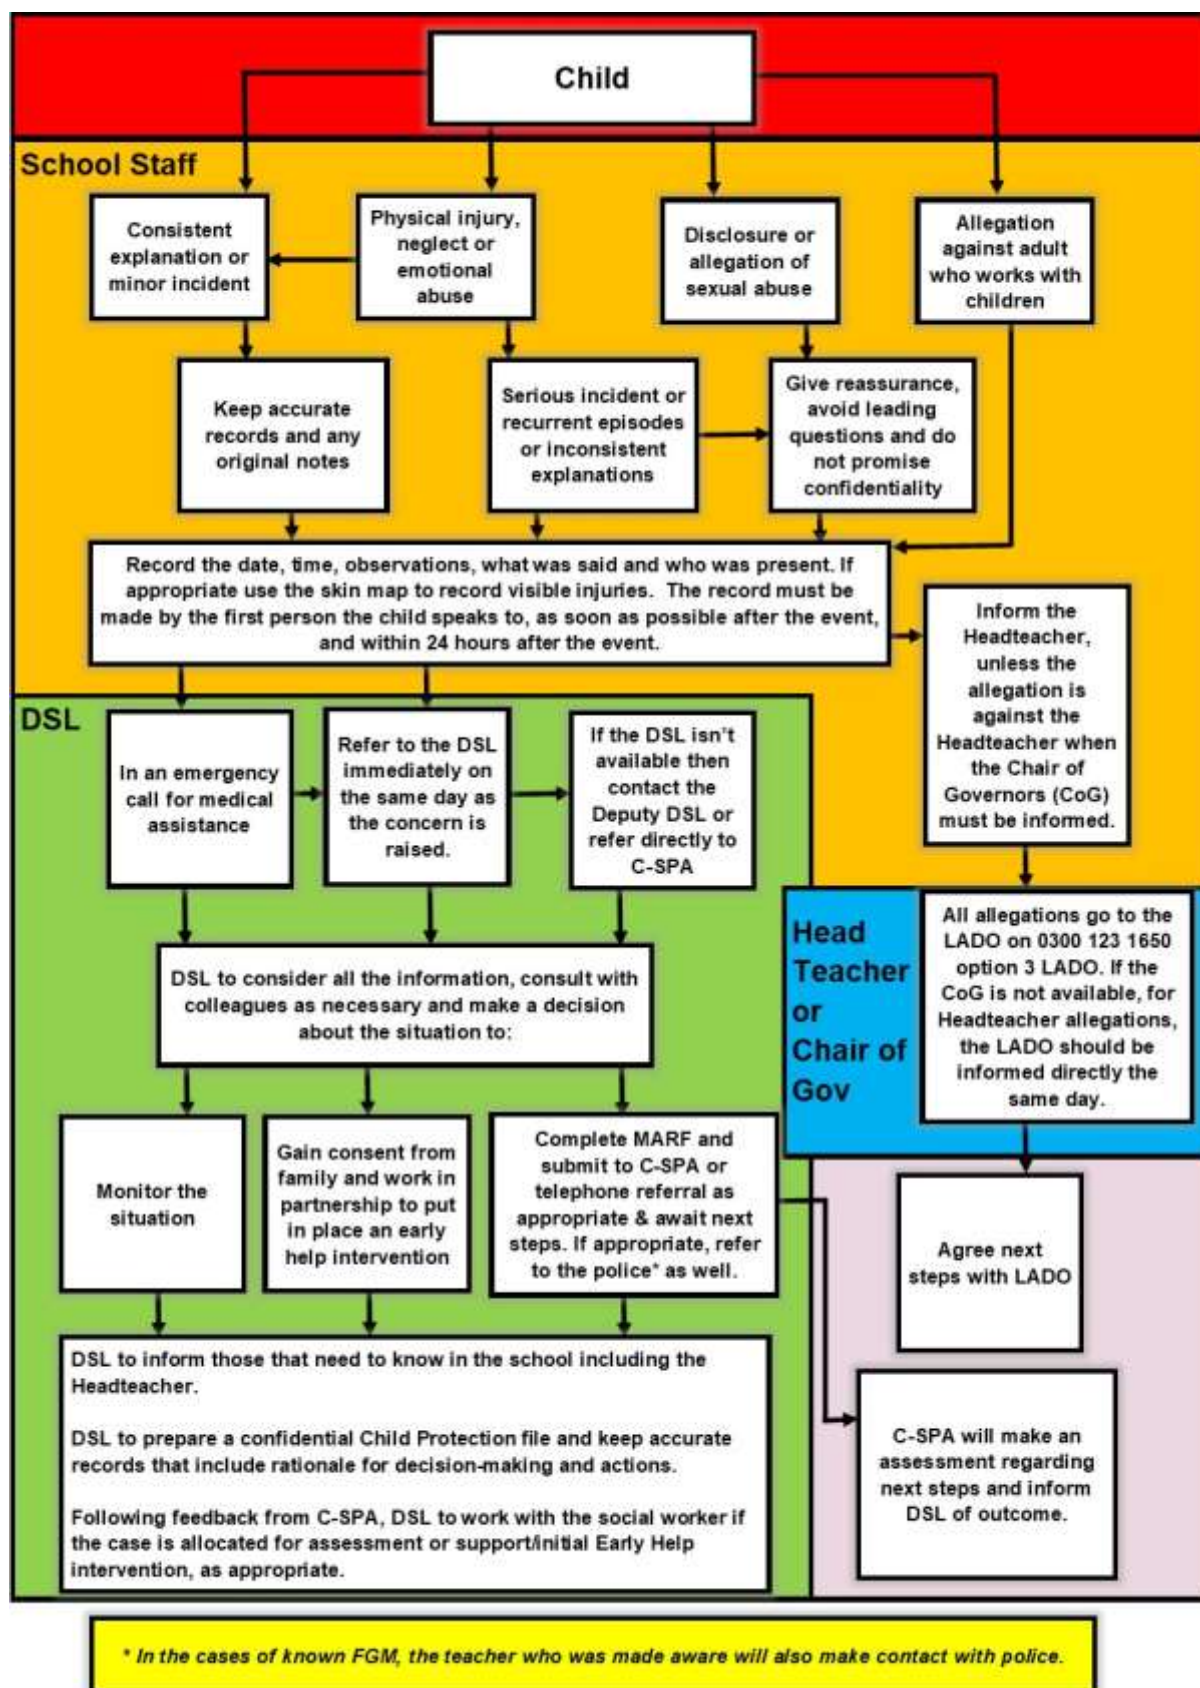 Child
School Staff
Consistent
explanation or
minor incident
Physical injury,
neglect or
emotional
abuse
Disclosure or
allegation of
sexual abuse
Allegation
against adult
who works with
children
Keep accurate
records and any
original notes
Serious incident or
recurrent episodes
or inconsistent
explanations
Give reassurance,
avoid leading
questions and do
not promise
confidentiality
Record the date, time, observations, what was said and who was present. If
appropriate use the skin map to record visible injuries. The record must be
made by the first person the child speaks to, as soon as possible after the event,
and within 24 hours after the event.
Inform the
Headteacher,
unless the
allegation is
against the
Headteacher when
the Chair of
Governors (CoG)
must be informed.
DSL
In an emergency
call for medical
assistance
Refer to the DSL
immediately on
the same day as
the concern is
raised.
If the DSL isn't
available then
contact the
Deputy DSL or
refer directly to
C-SPA
Head
Teacher
or
Chair of
Gov
All allegations go to the
LADO on 0300 123 1650
option 3 LADO. If the
CoG is not available, for
Headteacher allegations,
the LADO should be
informed directly the
same day.
DSL to consider all the information, consult with
colleagues as necessary and make a decision
about the situation to:
Monitor the
situation
Gain consent from
family and work in
partnership to put
in place an early
help intervention
Complete MARF and
submit to C-SPA or
telephone referral as
appropriate & await next
steps. If appropriate, refer
to the police* as well.
Agree next
steps with LADO
DSL to inform those that need to know in the school including the
Headteacher.
DSL to prepare a confidential Child Protection file and keep accurate
records that include rationale for decision-making and actions.
Following feedback from C-SPA, DSL to work with the social worker if
the case is allocated for assessment or support/initial Early Help
intervention, as appropriate.
C-SPA will make an
assessment regarding
next steps and inform
DSL of outcome.
* In the cases of known FGM, the teacher who was made aware will also make contact with police.